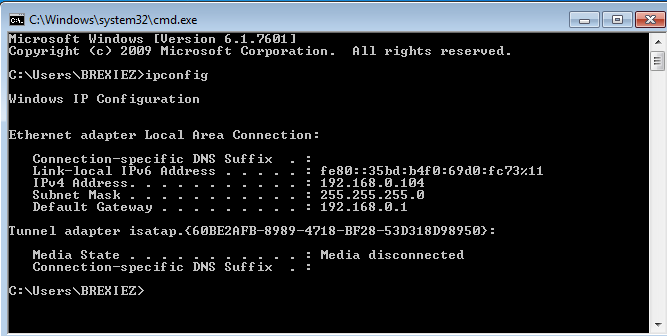 C:\Windows\system32\cmd.exe
Microsoft Windows [Version 6.1.7601]
Copyright (c) 2009 Microsoft Corporation.  All rights reserved.
C:\Users\BREXIEZ>ipconfig
Windows IP Configuration
Ethernet adapter Local Area Connection:
   Connection-specific DNS Suffix  . :
   Link-local IPv6 Address . . . . . : fe80::35bd:b4f0:69d0:fc73%11
   IPv4 Address. . . . . . . . . . . : 192.168.0.104
   Subnet Mask . . . . . . . . . . . : 255.255.255.0
   Default Gateway . . . . . . . . . : 192.168.0.1
Tunnel adapter isatap.{60BE2AFB-8989-4718-BF28-53D318D98950}:
   Media State . . . . . . . . . . . : Media disconnected
   Connection-specific DNS Suffix  . :
C:\Users\BREXIEZ>